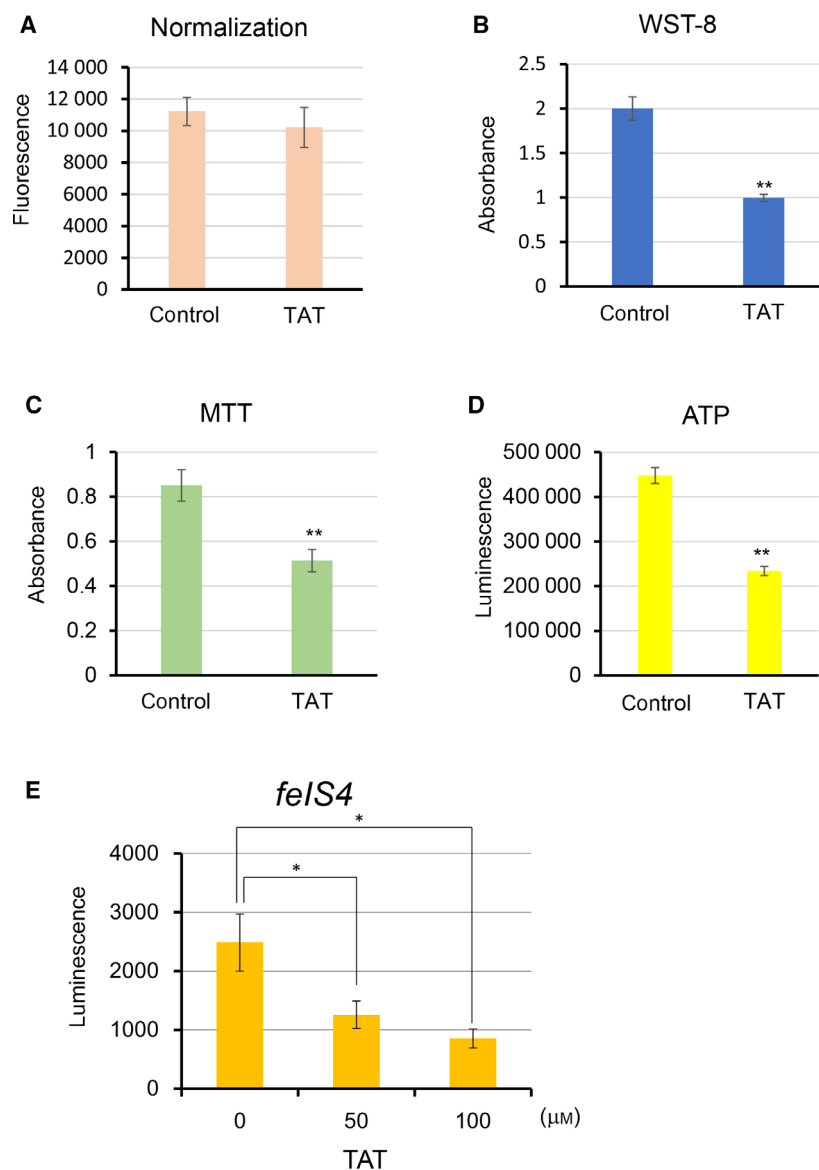 A
Normalization
Fluorescence
14 000
12 000
10 000
8000
6000
4000
2000
0
Control TAT
B
WST-8
Absorbance
2.5
2
1.5
1
0.5
0
**
Control TAT
C
MTT
Absorbance
1
0.8
0.6
0.4
0.2
0
**
Control TAT
D
ATP
Luminescence
500 000
400 000
300 000
200 000
100 000
0
**
Control TAT
E
feIS4
Luminescence
4000
3000
2000
1000
0
*
*
0 50 100 (μM)
TAT